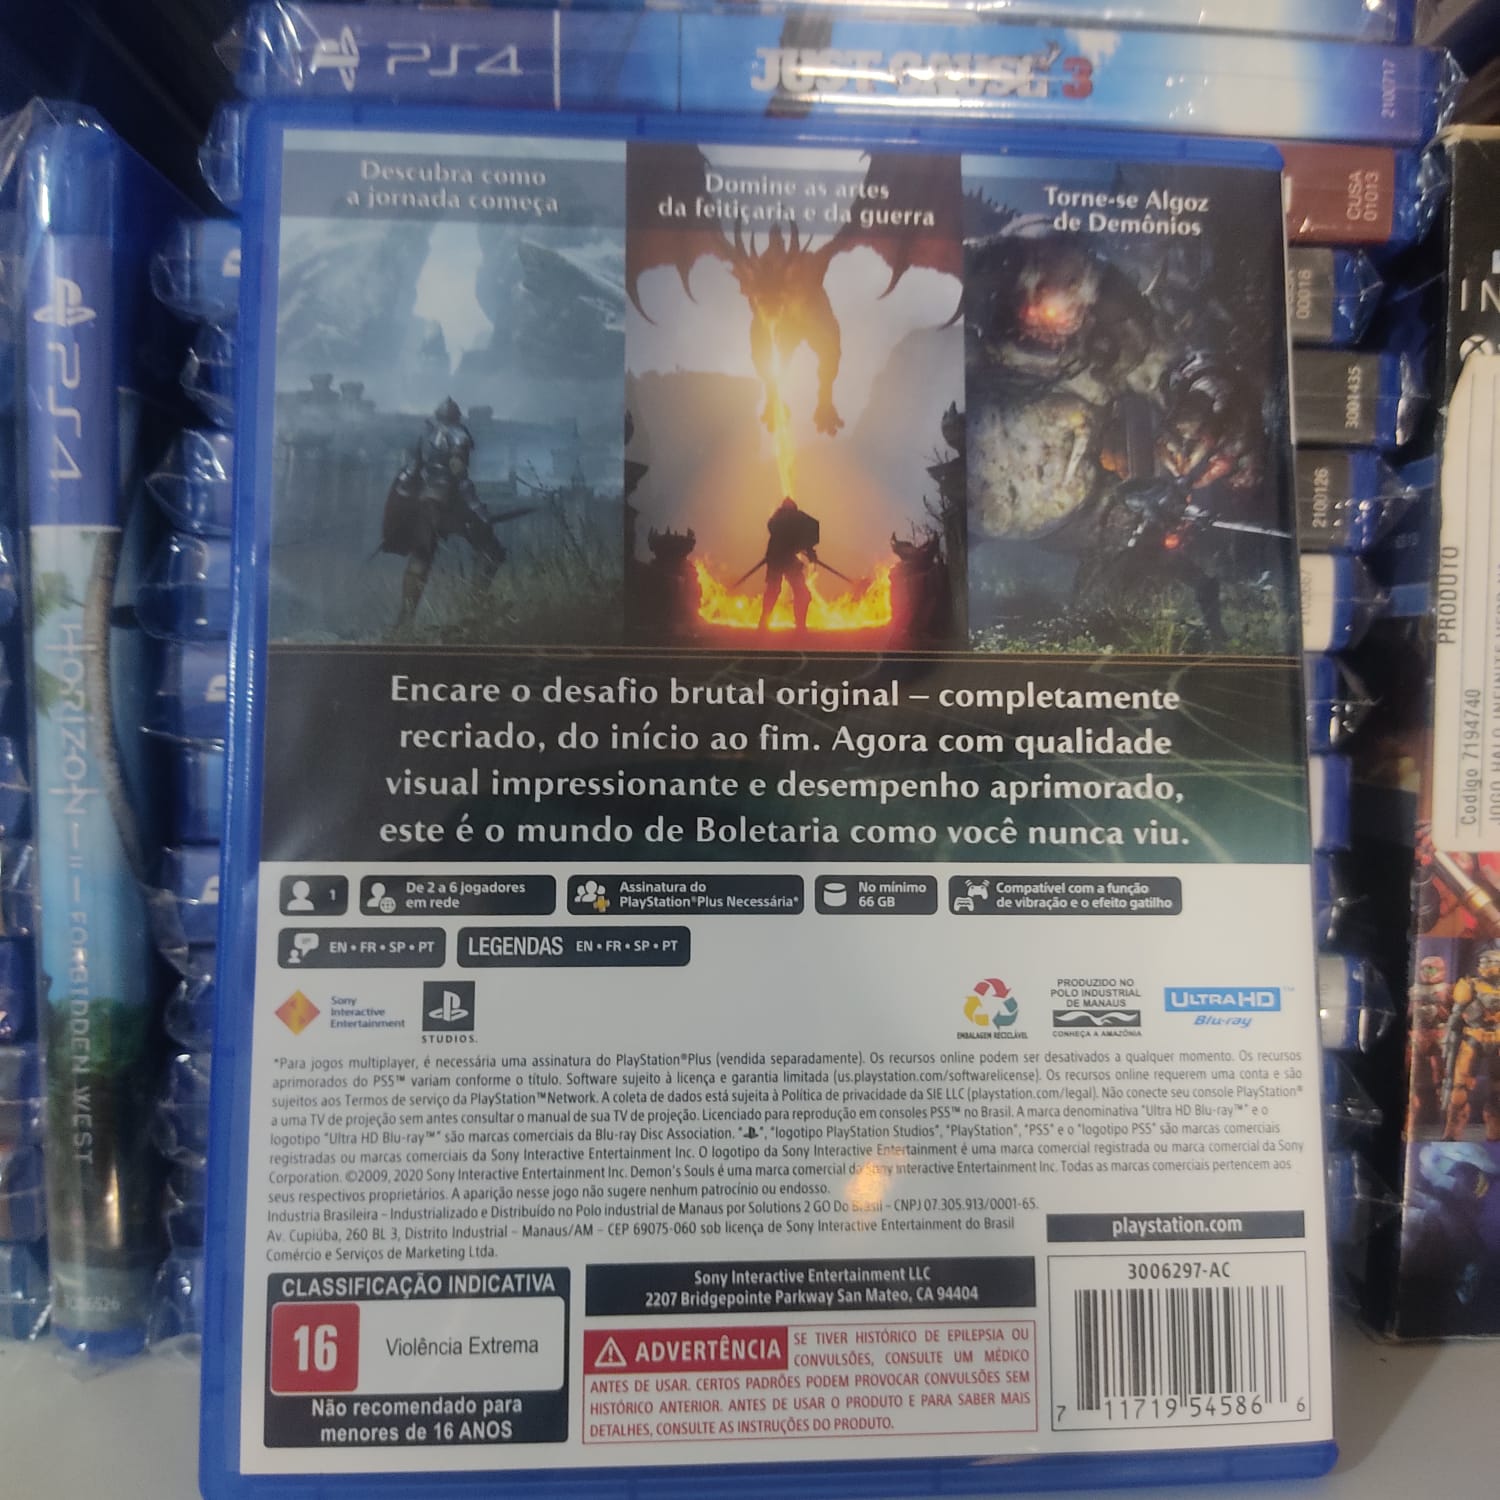 PS4
JUST CAUSE 3
2100717
Descubra como
a jornada começa
Domine as artes
da feitiçaria e da guerra
Torne-se Algoz
de Demônios
CUSA
01013
00018
3001435
2100126
PS4
HORIZON
II
FORBIDDEN WEST
PRODUTO
Codigo 7194740
Encare o desafio brutal original – completamente
recriado, do início ao fim. Agora com qualidade
visual impressionante e desempenho aprimorado,
este é o mundo de Boletaria como você nunca viu.
1
De 2 a 6 jogadores
em rede
Assinatura do
PlayStation®Plus Necessária*
No mínimo
66 GB
Compatível com a função
de vibração e o efeito gatilho
EN • FR • SP • PT
LEGENDAS EN • FR • SP • PT
Sony
Interactive
Entertainment
STUDIOS.
EMBALAGEM RECICLÁVEL
PRODUZIDO NO
POLO INDUSTRIAL
DE MANAUS
CONHEÇA A AMAZÔNIA
ULTRA HD
Blu-ray™
*Para jogos multiplayer, é necessária uma assinatura do PlayStation®Plus (vendida separadamente). Os recursos online podem ser desativados a qualquer momento. Os recursos
aprimorados do PS5™ variam conforme o título. Software sujeito à licença e garantia limitada (us.playstation.com/softwarelicense). Os recursos online requerem uma conta e são
sujeitos aos Termos de serviço da PlayStation™Network. A coleta de dados está sujeita à Política de privacidade da SIE LLC (playstation.com/legal). Não conecte seu console PlayStation®
a uma TV de projeção sem antes consultar o manual de sua TV de projeção. Licenciado para reprodução em consoles PS5™ no Brasil. A marca denominativa "Ultra HD Blu-ray™" e o
logotipo "Ultra HD Blu-ray™" são marcas comerciais da Blu-ray Disc Association. "", "logotipo PlayStation Studios", "PlayStation", "PS5" e o "logotipo PS5" são marcas comerciais
registradas ou marcas comerciais da Sony Interactive Entertainment Inc. O logotipo da Sony Interactive Entertainment é uma marca comercial registrada ou marca comercial da Sony
Corporation. ©2009, 2020 Sony Interactive Entertainment Inc. Demon's Souls é uma marca comercial da Sony Interactive Entertainment Inc. Todas as marcas comerciais pertencem aos
seus respectivos proprietários. A aparição nesse jogo não sugere nenhum patrocínio ou endosso.
Industria Brasileira – Industrializado e Distribuído no Polo industrial de Manaus por Solutions 2 GO Do Brasil – CNPJ 07.305.913/0001-65.
Av. Cupiúba, 260 BL 3, Distrito Industrial – Manaus/AM – CEP 69075-060 sob licença de Sony Interactive Entertainment do Brasil
Comércio e Serviços de Marketing Ltda.
playstation.com
CLASSIFICAÇÃO INDICATIVA
16
Violência Extrema
Não recomendado para
menores de 16 ANOS
Sony Interactive Entertainment LLC
2207 Bridgepointe Parkway San Mateo, CA 94404
ADVERTÊNCIA SE TIVER HISTÓRICO DE EPILEPSIA OU
CONVULSÕES, CONSULTE UM MÉDICO
ANTES DE USAR. CERTOS PADRÕES PODEM PROVOCAR CONVULSÕES SEM
HISTÓRICO ANTERIOR. ANTES DE USAR O PRODUTO E PARA SABER MAIS
DETALHES, CONSULTE AS INSTRUÇÕES DO PRODUTO.
3006297-AC
7 11719 54586 6